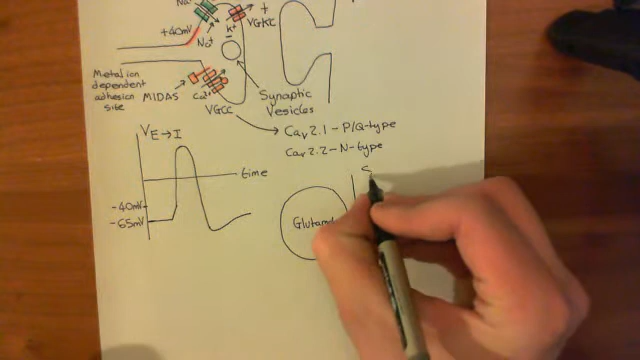 Na
+
+40mV
Na+
K+
VGKC
Metal ion
dependent
adhesion
site
MIDAS
Ca2+
VGCC
Synaptic
Vesicles
Cav2.1 - P/Q-type
Cav2.2 - N-type
VE→I
time
-40mV
-65mV